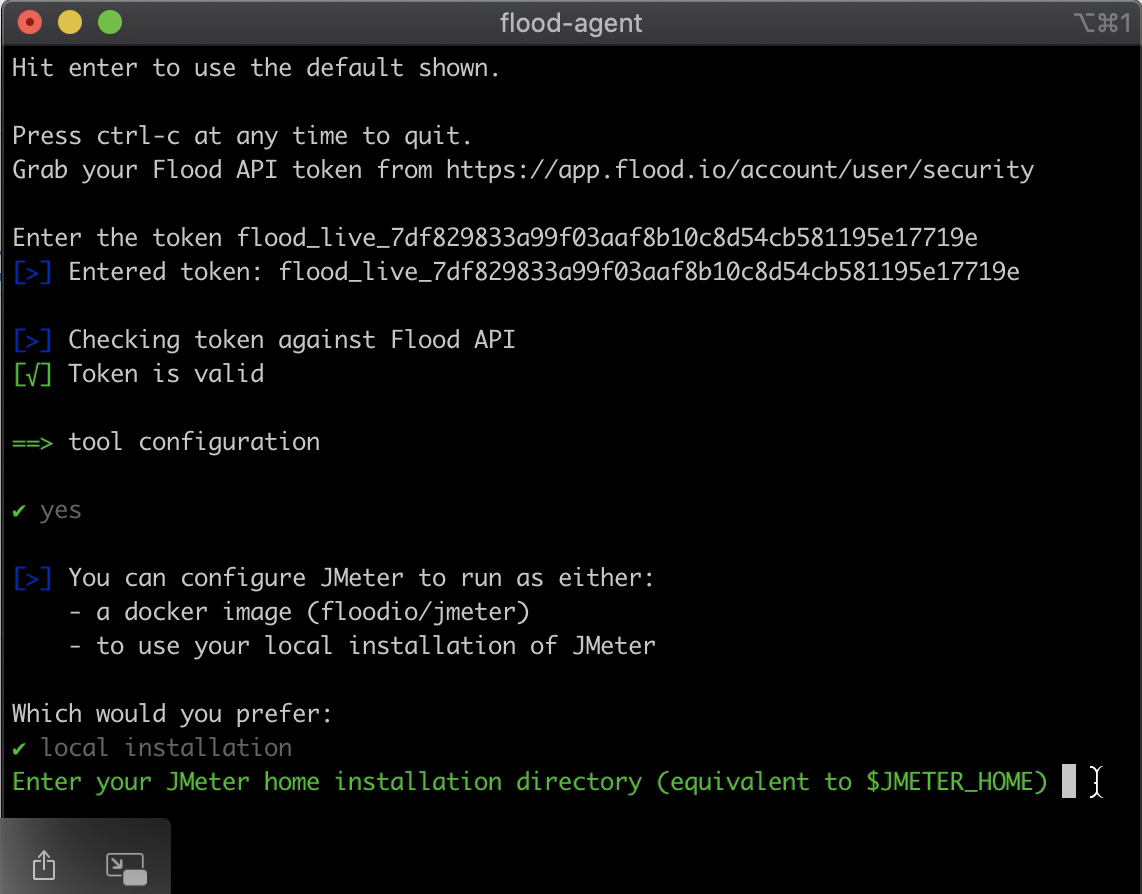 flood-agent
⌥⌘1
Hit enter to use the default shown.
Press ctrl-c at any time to quit.
Grab your Flood API token from https://app.flood.io/account/user/security
Enter the token flood_live_7df829833a99f03aaf8b10c8d54cb581195e17719e
[>] Entered token: flood_live_7df829833a99f03aaf8b10c8d54cb581195e17719e
[>] Checking token against Flood API
[√] Token is valid
==> tool configuration
✔ yes
[>] You can configure JMeter to run as either:
- a docker image (floodio/jmeter)
- to use your local installation of JMeter
Which would you prefer:
✔ local installation
Enter your JMeter home installation directory (equivalent to $JMETER_HOME)